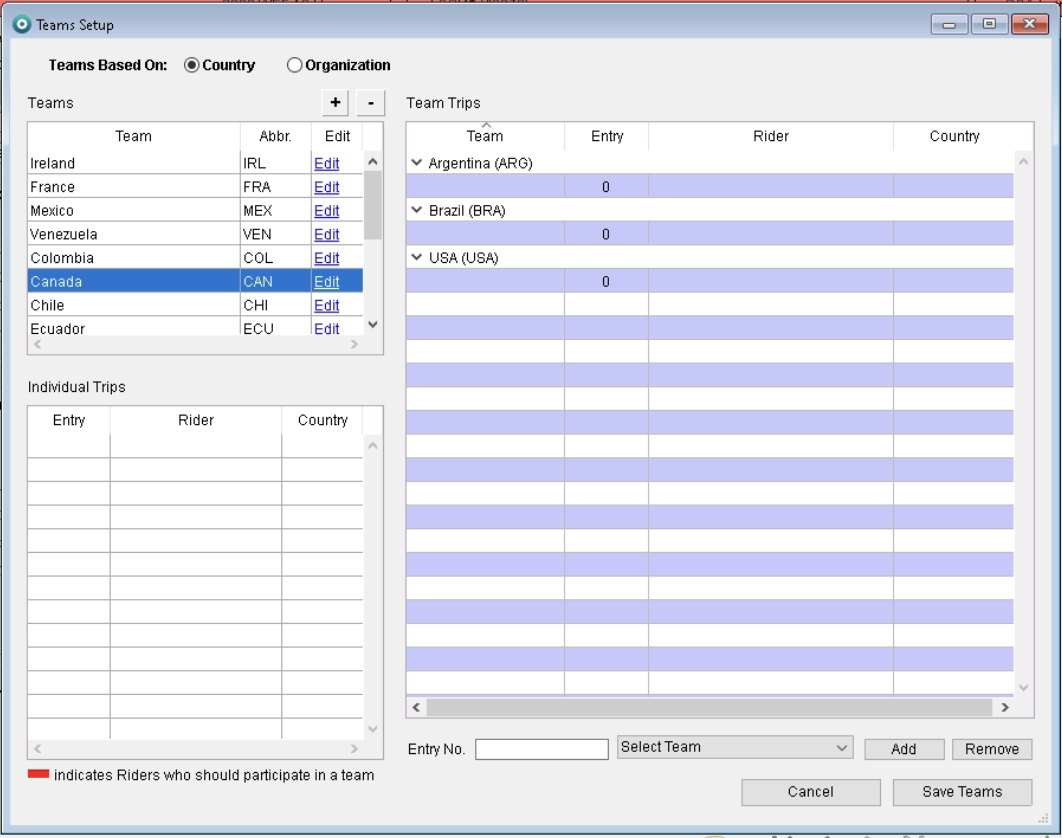 Teams Setup
Teams Based On: Country Organization
Teams + -
Team Abbr. Edit
Ireland IRL Edit
France FRA Edit
Mexico MEX Edit
Venezuela VEN Edit
Colombia COL Edit
Canada CAN Edit
Chile CHI Edit
Ecuador ECU Edit
Individual Trips
Entry Rider Country
indicates Riders who should participate in a team
Team Trips
Team Entry Rider Country
Argentina (ARG)
0
Brazil (BRA)
0
USA (USA)
0
Entry No. Select Team Add Remove
Cancel Save Teams